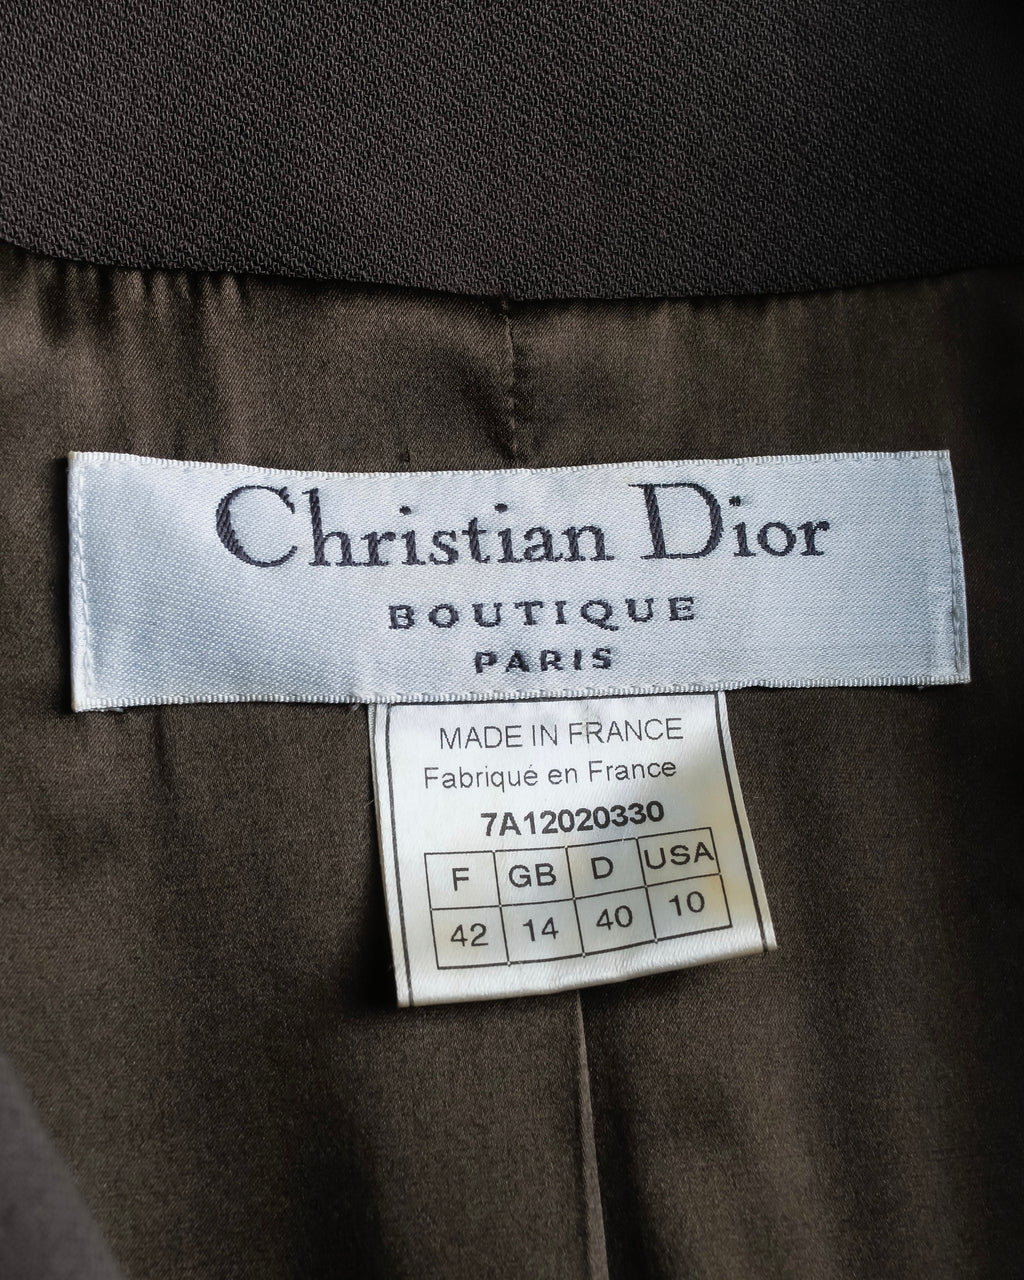 Christian Dior
BOUTIQUE
PARIS
MADE IN FRANCE
Fabriqué en France
7A12020330
F GB D USA
42 14 40 10